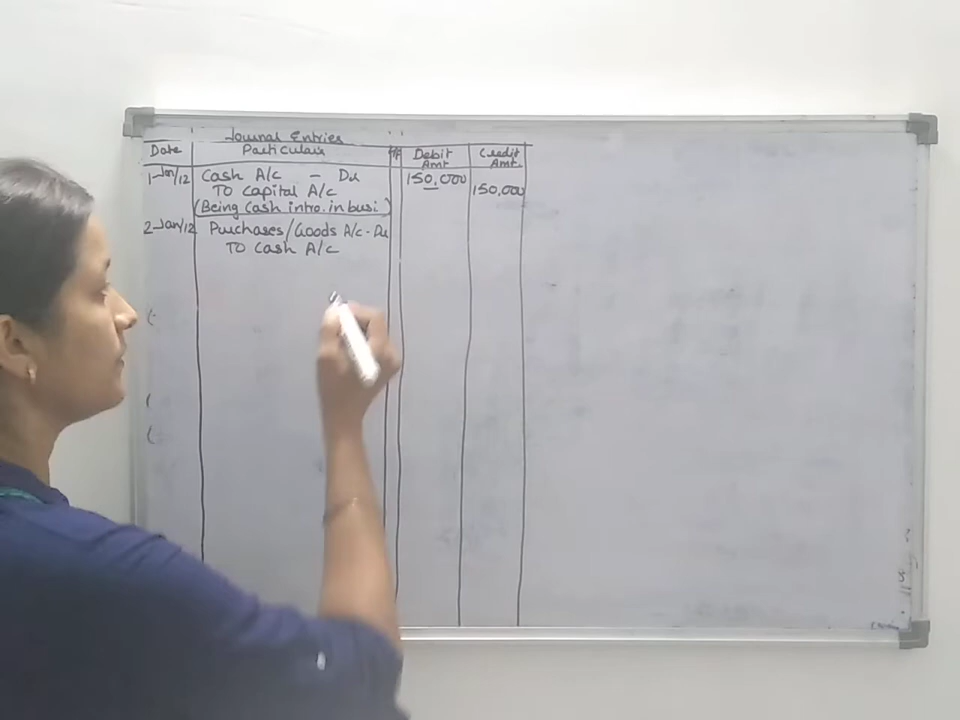 Journal Entries
Date Particulars Debit Amt Credit Amt.
1 Jan/12 Cash A/c - Dr 150,000
To Capital A/c 150,000
(Being Cash intro. in busi)
2 Jan/12 Purchases/Goods A/c - Dr
To Cash A/c